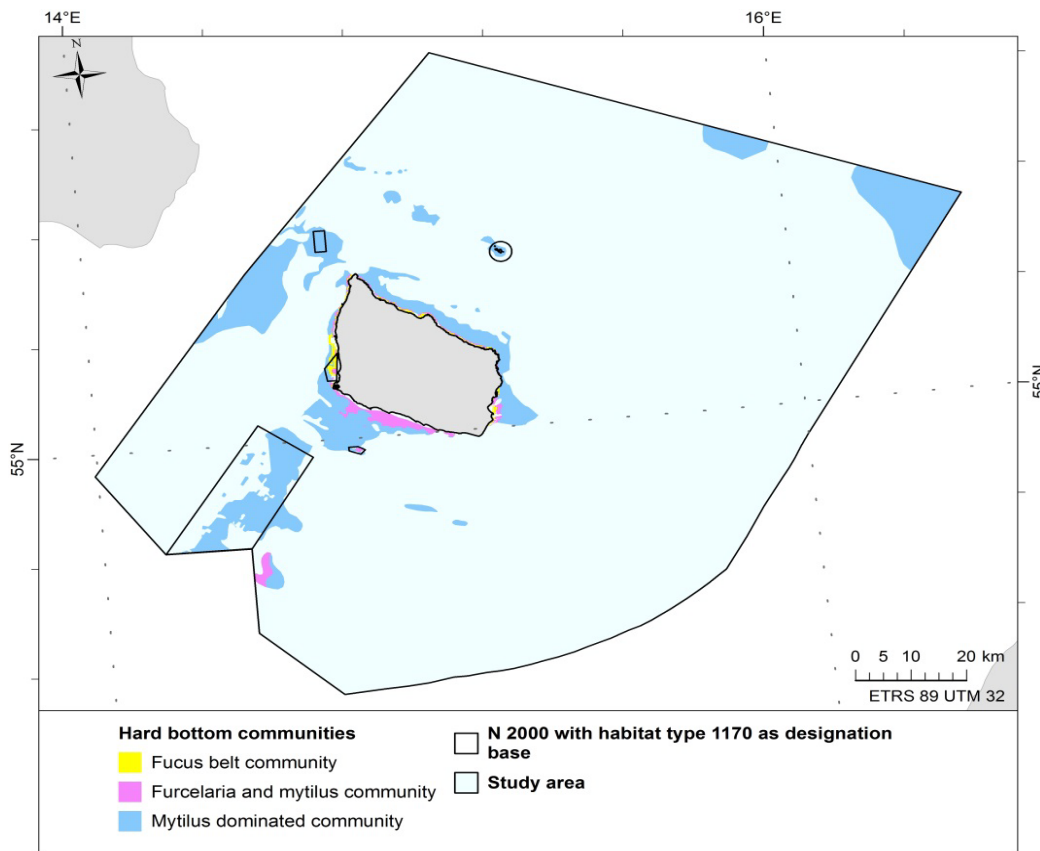 14°E
16°E
N
55°N
55°N
0 5 10 20 km
ETRS 89 UTM 32
Hard bottom communities
Fucus belt community
Furcelaria and mytilus community
Mytilus dominated community
N 2000 with habitat type 1170 as designation
base
Study area